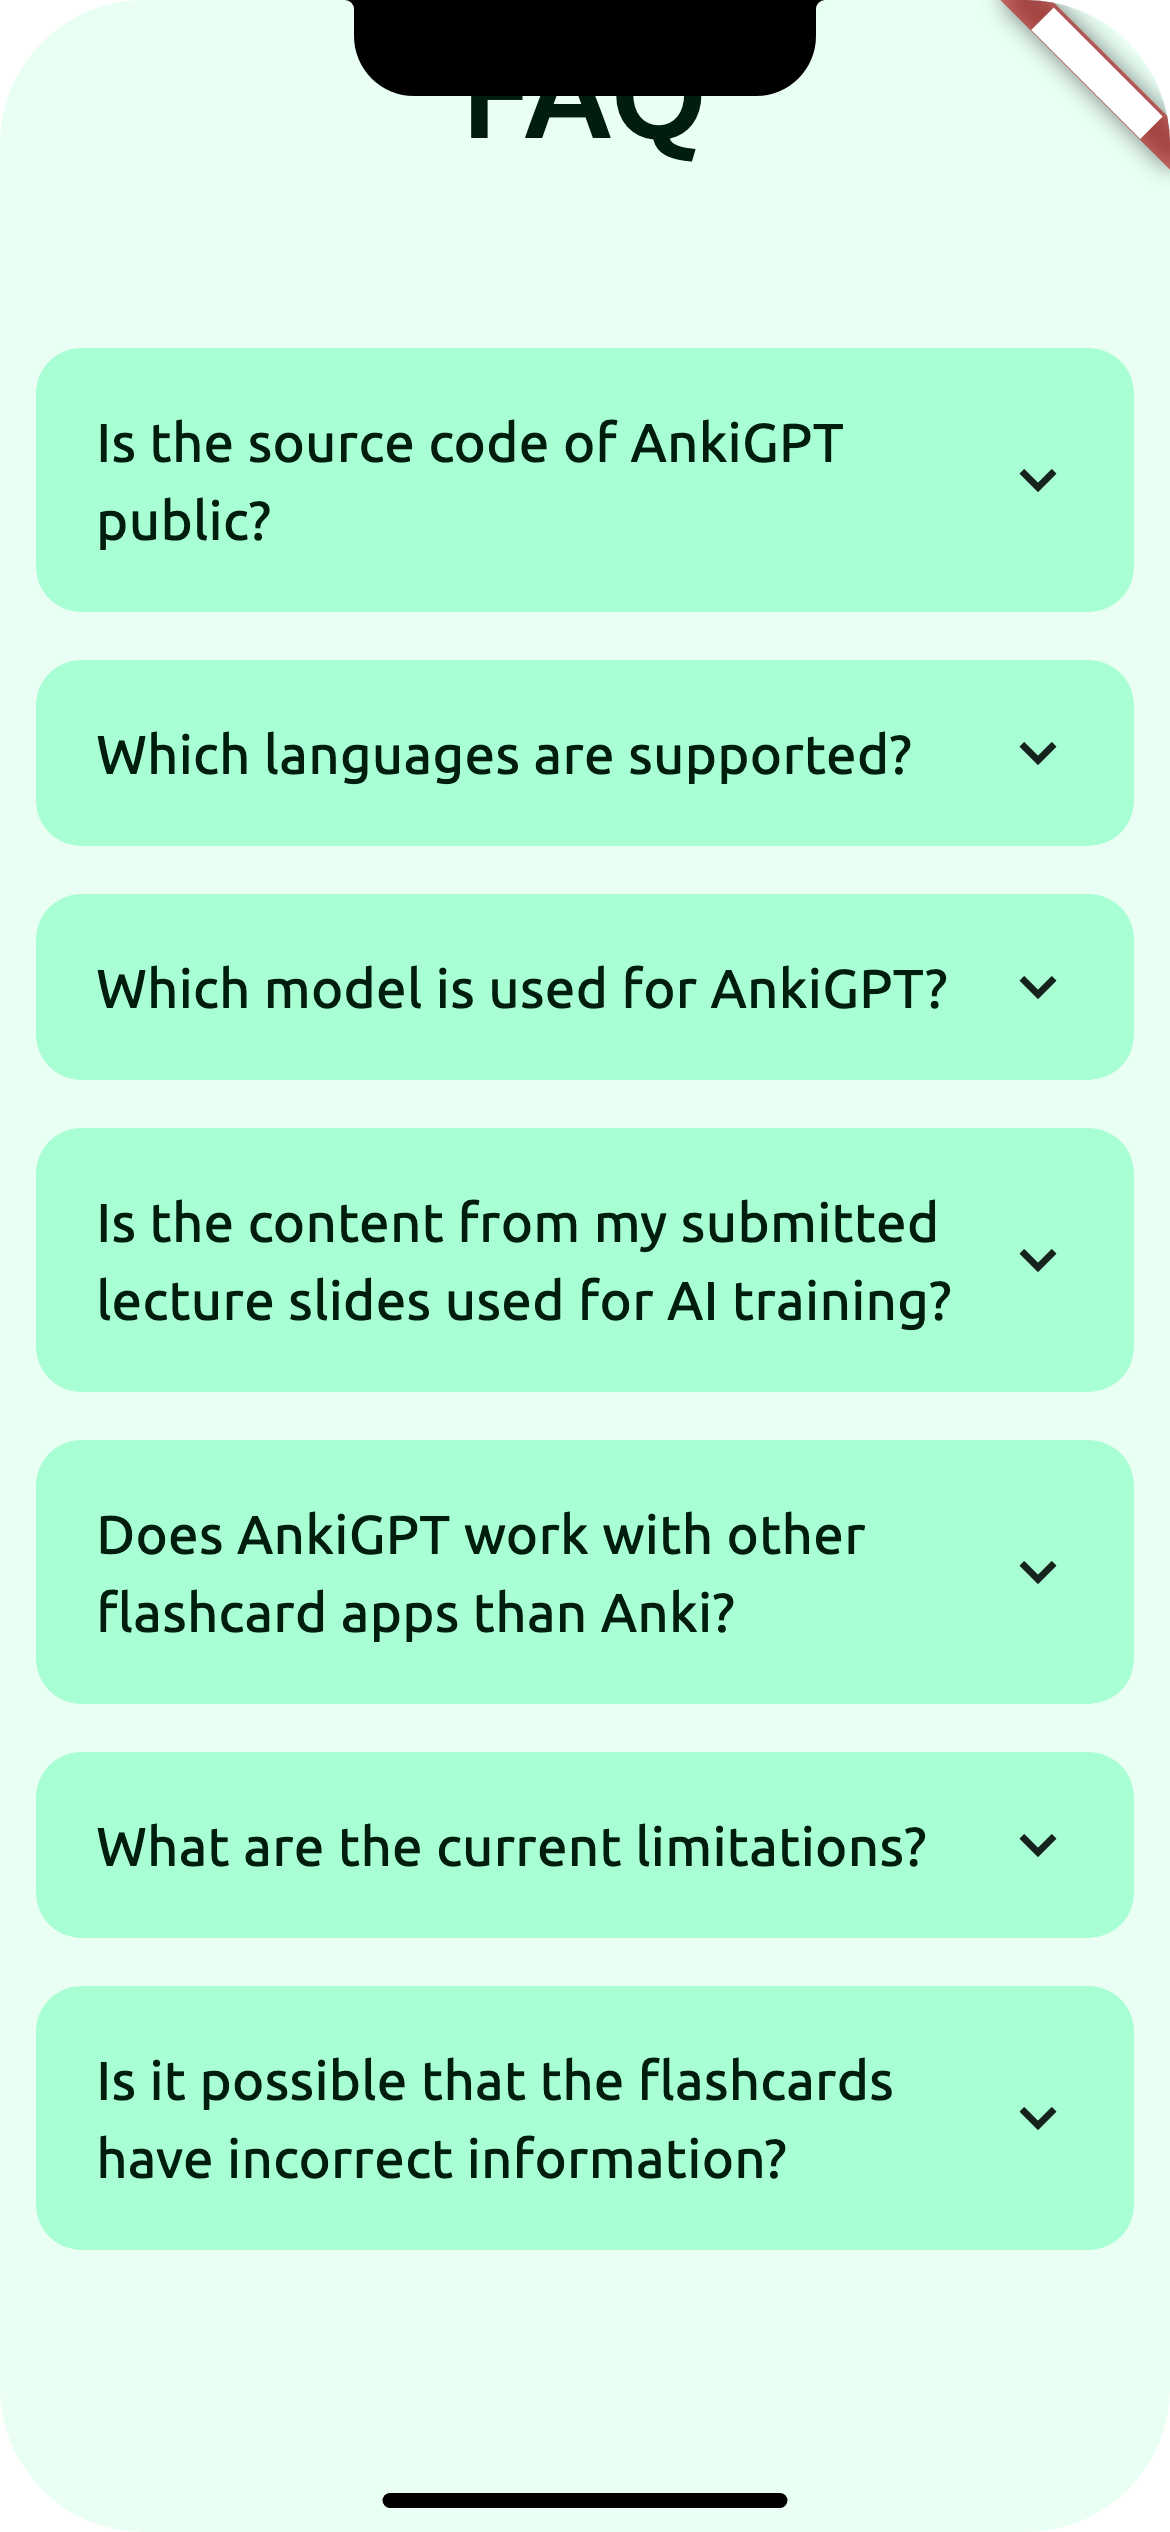 FAQ
Is the source code of AnkiGPT
public?
Which languages are supported?
Which model is used for AnkiGPT?
Is the content from my submitted
lecture slides used for AI training?
Does AnkiGPT work with other
flashcard apps than Anki?
What are the current limitations?
Is it possible that the flashcards
have incorrect information?